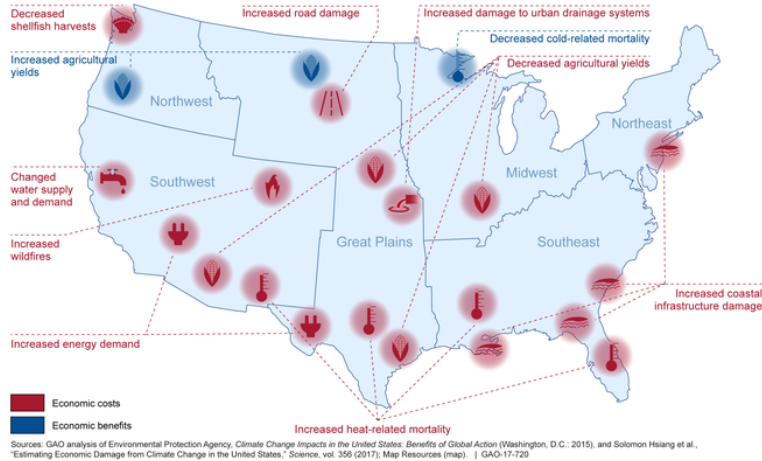 Decreased
shellfish harvests
Increased road damage
Increased damage to urban drainage systems
Decreased cold-related mortality
Increased agricultural
yields
Decreased agricultural yields
Northwest
Northeast
Changed
water supply
and demand
Southwest
Midwest
Increased
wildfires
Great Plains
Southeast
Increased coastal
infrastructure damage
Increased energy demand
Economic costs
Economic benefits
Increased heat-related mortality
Sources: GAO analysis of Environmental Protection Agency, Climate Change Impacts in the United States: Benefits of Global Action (Washington, D.C.: 2015), and Solomon Hsiang et al.,
“Estimating Economic Damage from Climate Change in the United States,” Science, vol. 356 (2017); Map Resources (map). | GAO-17-720